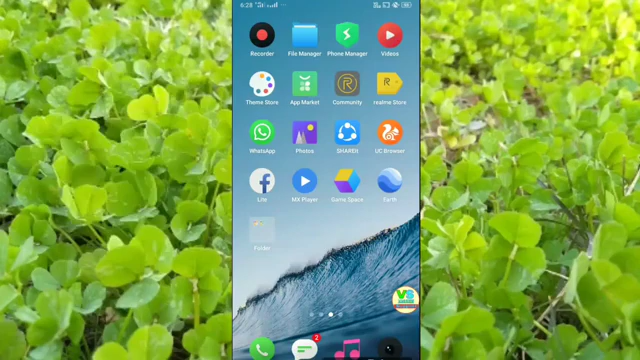 6:28
Recorder File Manager Phone Manager Videos
Theme Store App Market Community realme Store
WhatsApp Photos SHAREit UC Browser
Lite MX Player Game Space Earth
Folder
VS
2